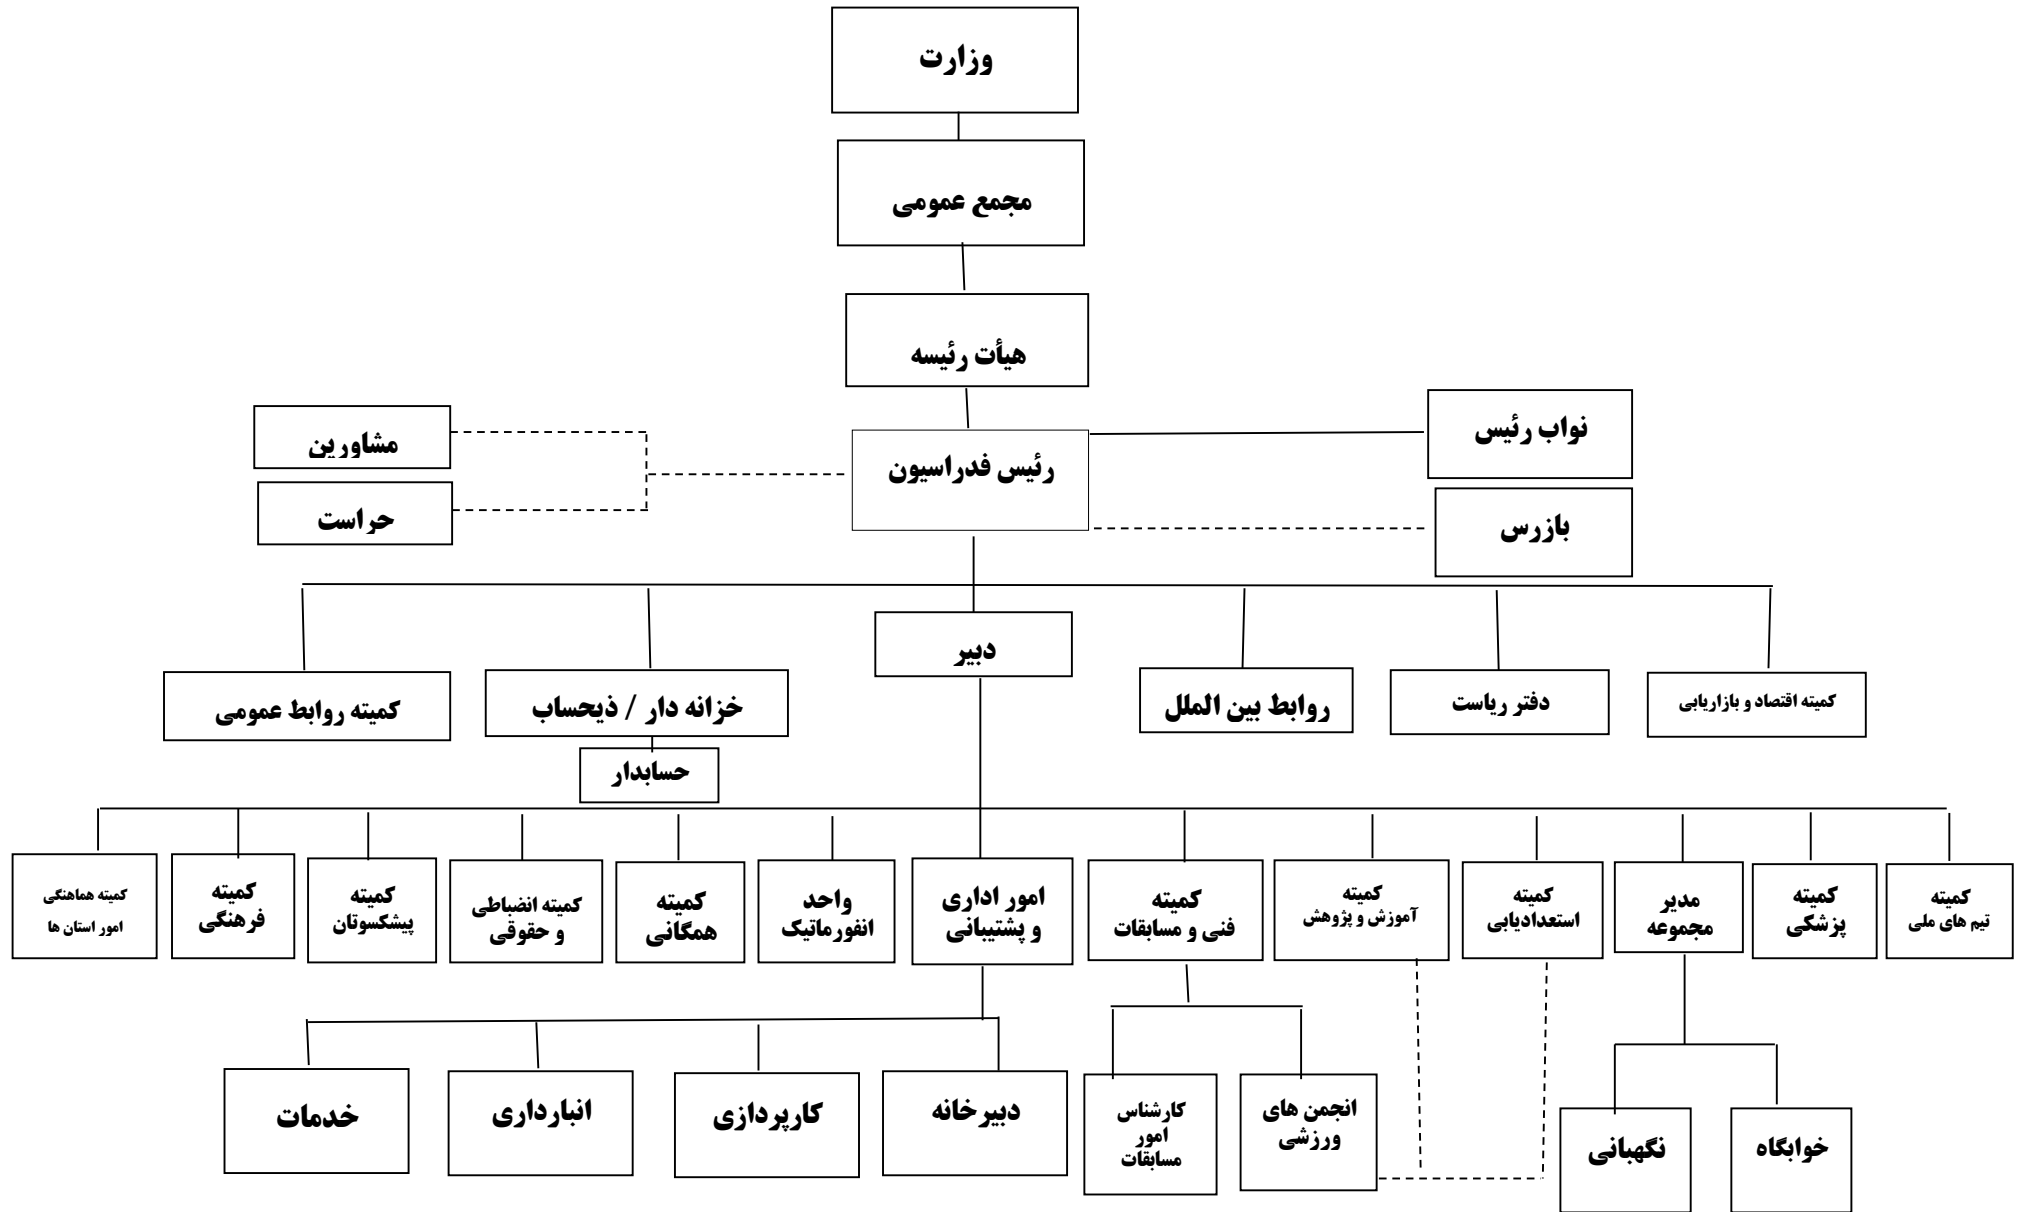 وزارت
مجمع عمومی
هیأت رئیسه
نواب رئیس
رئیس فدراسیون
مشاورین
بازرس
حراست
دبیر
کمیته اقتصاد و بازاریابی
دفتر ریاست
روابط بین الملل
خزانه دار / ذیحساب
کمیته روابط عمومی
حسابدار
کمیته
تیم های ملی
کمیته
پزشکی
مدیر
مجموعه
کمیته
استعدادیابی
کمیته
آموزش و پژوهش
کمیته
فنی و مسابقات
امور اداری
و پشتیبانی
واحد
انفورماتیک
کمیته
همگانی
کمیته انضباطی
و حقوقی
کمیته
پیشکسوتان
کمیته
فرهنگی
کمیته هماهنگی
امور استان ها
خوابگاه
نگهبانی
انجمن های
ورزشی
کارشناس
امور
مسابقات
دبیرخانه
کارپردازی
انبارداری
خدمات